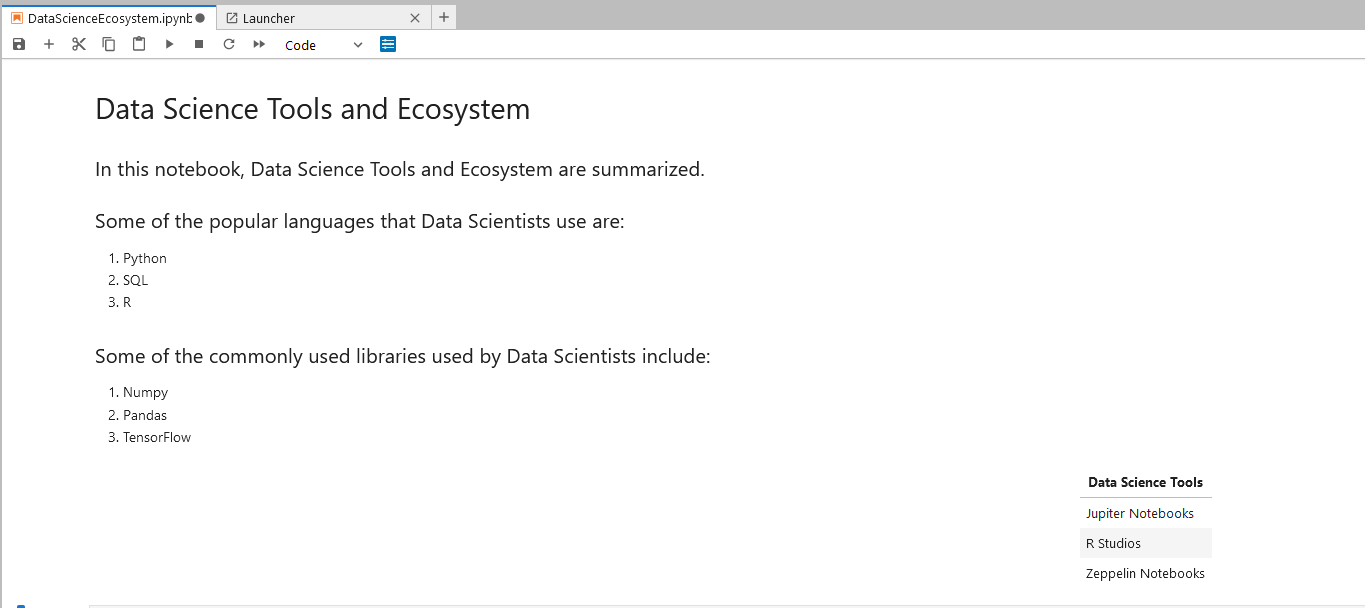 DataScienceEcosystem.ipynb
Launcher
Code
Data Science Tools and Ecosystem
In this notebook, Data Science Tools and Ecosystem are summarized.
Some of the popular languages that Data Scientists use are:
1. Python
2. SQL
3. R
Some of the commonly used libraries used by Data Scientists include:
1. Numpy
2. Pandas
3. TensorFlow
Data Science Tools
Jupiter Notebooks
R Studios
Zeppelin Notebooks